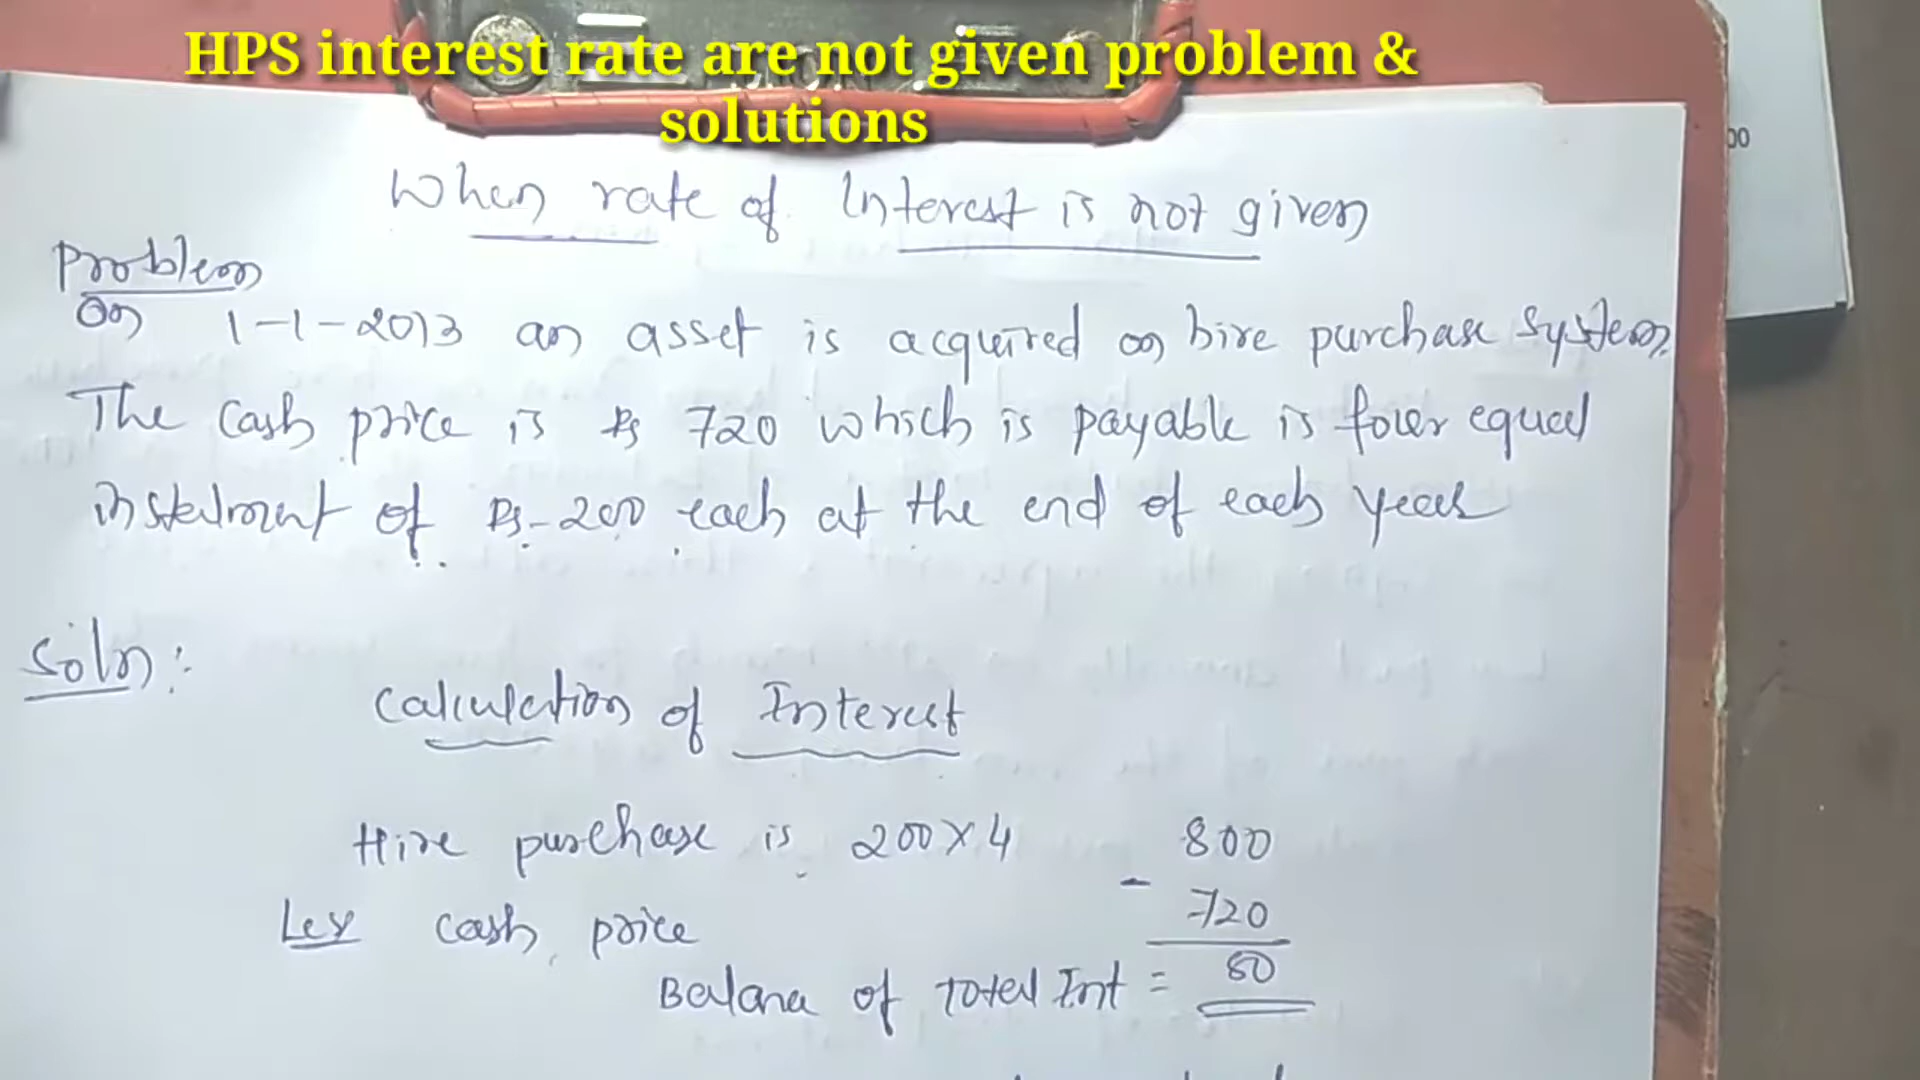 HPS interest rate are not given problem &
solutions
00
When rate of Interest is not given
Problem
On 1-1-2013 an asset is acquired on hire purchase system.
The cash price is Rs 720 which is payable is four equal
instalment of Rs-200 each at the end of each year
Soln:
Calculation of Interest
Hire purchase is 200×4 800
Less cash price - 720
Balance of Total Int = 80